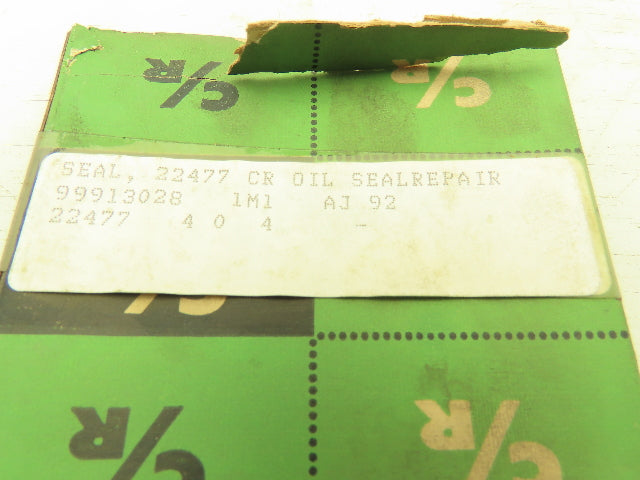 C/R
C/R
SEAL, 22477 CR OIL SEALREPAIR
99913028 1M1 AJ 92
22477 4 0 4 -
C/
C/R
C/R